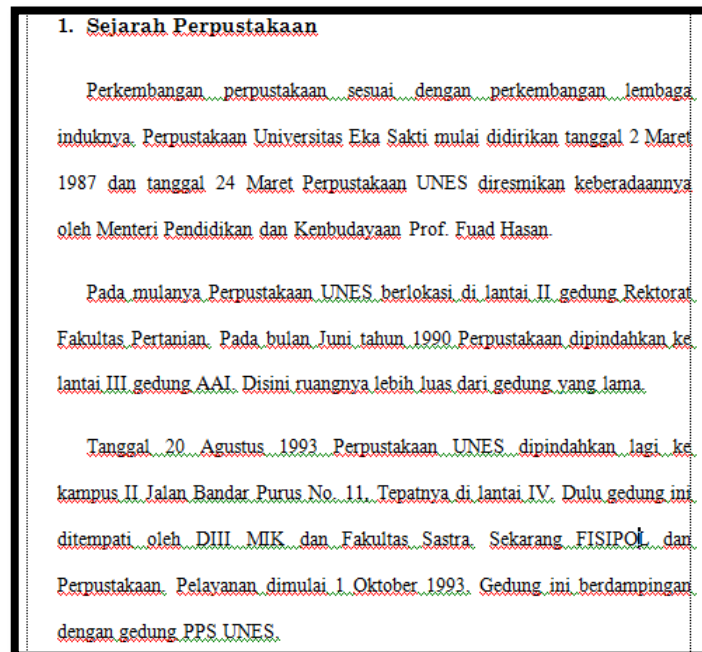 1. Sejarah Perpustakaan
Perkembangan perpustakaan sesuai dengan perkembangan lembaga
induknya. Perpustakaan Universitas Eka Sakti mulai didirikan tanggal 2 Maret
1987 dan tanggal 24 Maret Perpustakaan UNES diresmikan keberadaannya
oleh Menteri Pendidikan dan Kenbudayaan Prof. Fuad Hasan.
Pada mulanya Perpustakaan UNES berlokasi di lantai II gedung Rektorat
Fakultas Pertanian. Pada bulan Juni tahun 1990 Perpustakaan dipindahkan ke
lantai III gedung AAI. Disini ruangnya lebih luas dari gedung yang lama.
Tanggal 20 Agustus 1993 Perpustakaan UNES dipindahkan lagi ke
kampus II Jalan Bandar Purus No. 11, Tepatnya di lantai IV. Dulu gedung ini
ditempati oleh DIII MIK dan Fakultas Sastra. Sekarang FISIPOL dan
Perpustakaan. Pelayanan dimulai 1 Oktober 1993. Gedung ini berdampingan
dengan gedung PPS UNES.